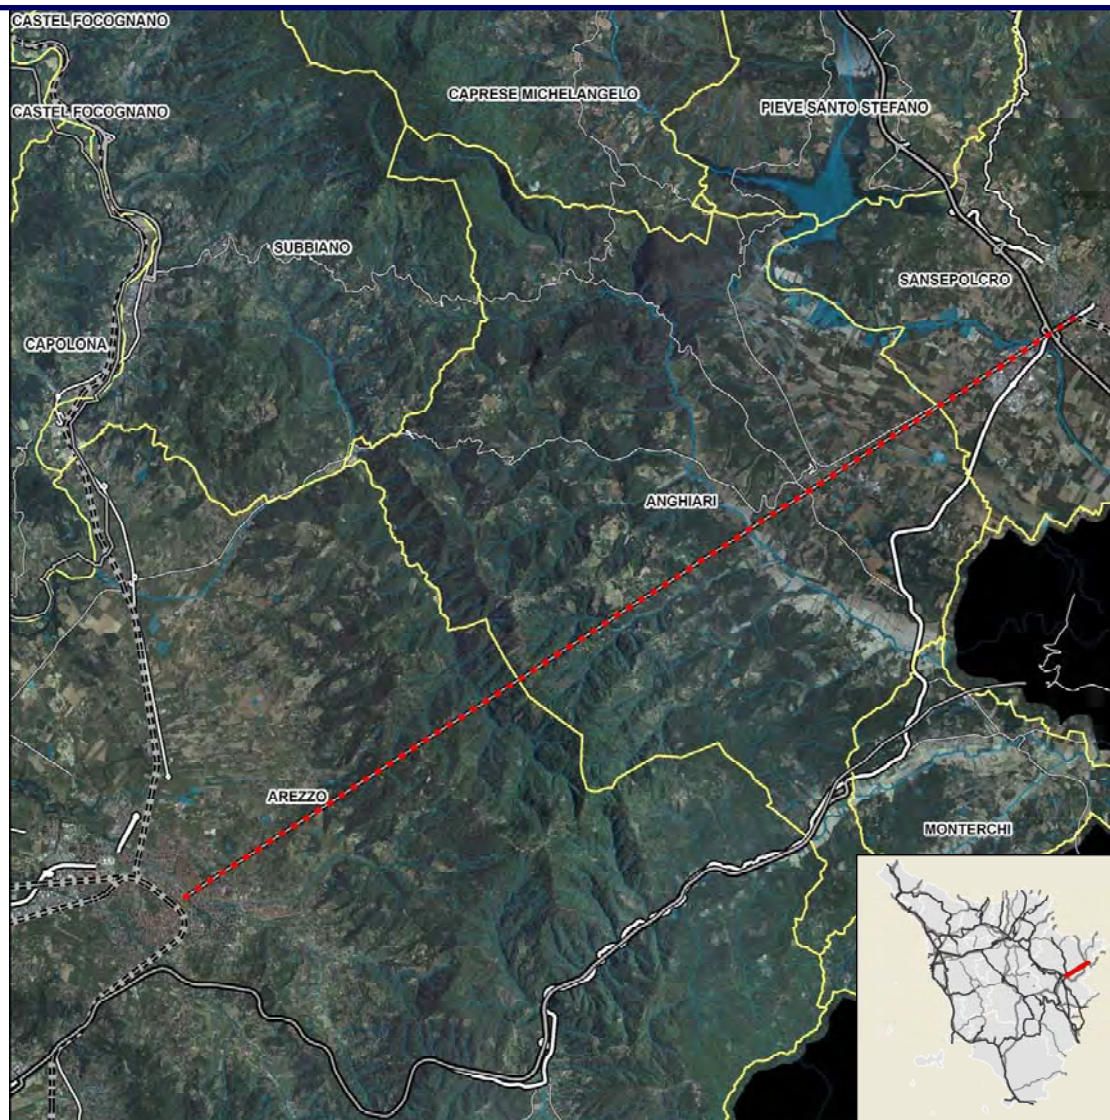 CASTEL FOCOGNANO
CAPRESE MICHELANGELO
PIEVE SANTO STEFANO
CASTEL FOCOGNANO
SUBBIANO
SANSEPOLCRO
CAPOLONA
ANGHIARI
AREZZO
MONTERCHI